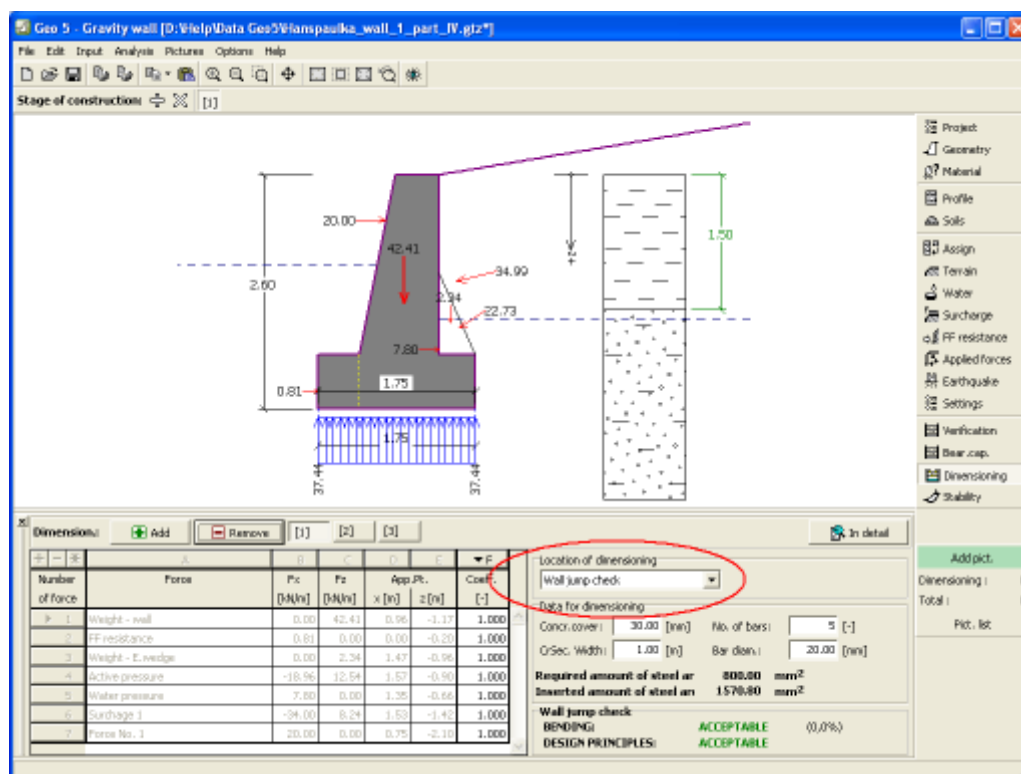 Geo 5 - Gravity wall [D:\Help\Data Geo5\Hanspaulka_wall_1_part_IV.gtz*]
File Edit Input Analysis Pictures Options Help
Stage of construction: [1]
20.00
42.41
34.99
2.60
2.34
22.73
7.80
0.81
1.75
1.75
37.44
37.44
+z
1.50
Project
Geometry
Material
Profile
Soils
Assign
Terrain
Water
Surcharge
FF resistance
Applied forces
Earthquake
Settings
Verification
Bear.cap.
Dimensioning
Stability
Dimension.: Add Remove [1] [2] [3] In detail
A B C D E F
Number of force Force Fx [kN/m] Fz [kN/m] App.Pt. x [m] z [m] Coeff. [-]
1 Weight - wall 0.00 42.41 0.96 -1.17 1.000
2 FF resistance 0.81 0.00 0.00 -0.20 1.000
3 Weight - E.wedge 0.00 2.34 1.47 -0.96 1.000
4 Active pressure -18.96 12.54 1.57 -0.90 1.000
5 Water pressure 7.80 0.00 1.35 -0.66 1.000
6 Surchage 1 -34.00 8.24 1.53 -1.42 1.000
7 Force No. 1 20.00 0.00 0.75 -2.10 1.000
Location of dimensioning
Wall jump check
Data for dimensioning
Concr.cover: 30.00 [mm] No. of bars: 5 [-]
CrSec. Width: 1.00 [m] Bar diam.: 20.00 [mm]
Required amount of steel ar 800.00 mm2
Inserted amount of steel arr 1570.80 mm2
Wall jump check
BENDING: ACCEPTABLE (0,0%)
DESIGN PRINCIPLES: ACCEPTABLE
Add pict.
Dimensioning :
Total :
Pict. list